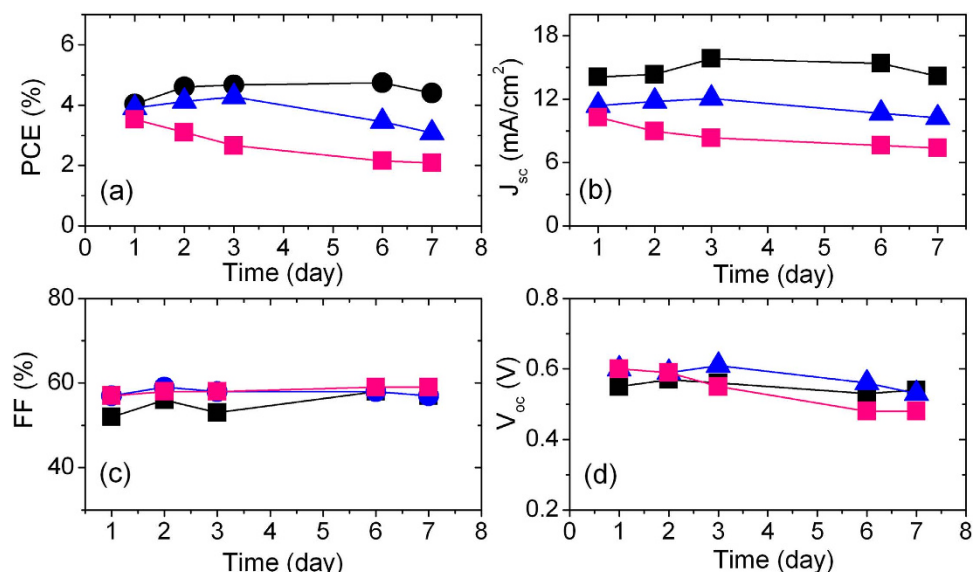 6
4
2
0
PCE (%)
(a)
0 1 2 3 4 5 6 7 8
Time (day)
18
12
6
0
J_sc (mA/cm²)
(b)
1 2 3 4 5 6 7
Time (day)
80
60
40
FF (%)
(c)
1 2 3 4 5 6 7 8
Time (day)
0.8
0.6
0.4
0.2
V_oc (V)
(d)
0 1 2 3 4 5 6 7 8
Time (day)